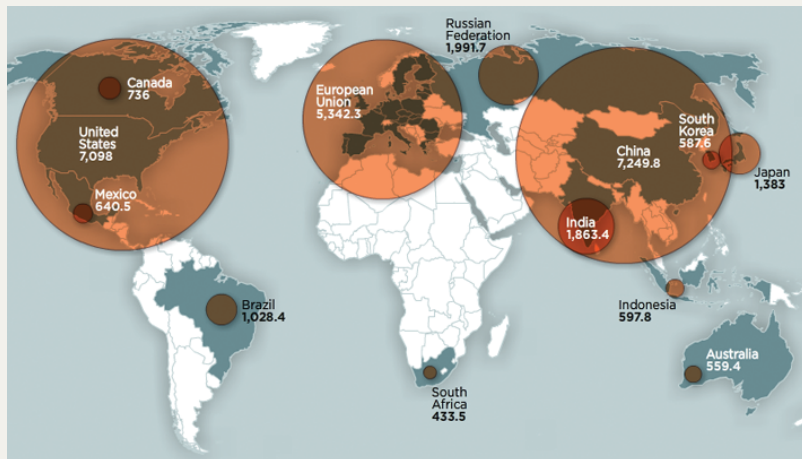 Canada
736
United
States
7,098
Mexico
640.5
Brazil
1,028.4
European
Union
5,342.3
Russian
Federation
1,991.7
South
Africa
433.5
China
7,249.8
South
Korea
587.6
Japan
1,383
India
1,863.4
Indonesia
597.8
Australia
559.4